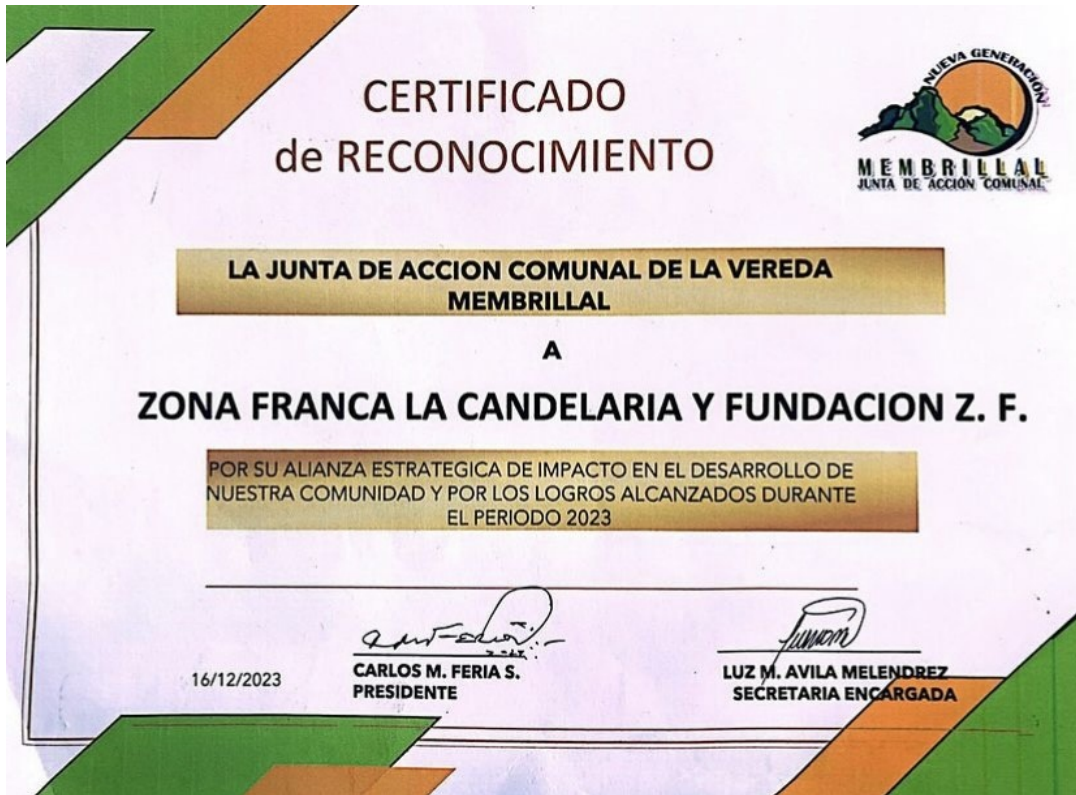 CERTIFICADO
de RECONOCIMIENTO
NUEVA GENERACIÓN
MEMBRILLAL
JUNTA DE ACCIÓN COMUNAL
LA JUNTA DE ACCION COMUNAL DE LA VEREDA
MEMBRILLAL
A
ZONA FRANCA LA CANDELARIA Y FUNDACION Z. F.
POR SU ALIANZA ESTRATEGICA DE IMPACTO EN EL DESARROLLO DE
NUESTRA COMUNIDAD Y POR LOS LOGROS ALCANZADOS DURANTE
EL PERIODO 2023
16/12/2023
CARLOS M. FERIA S.
PRESIDENTE
LUZ M. AVILA MELENDREZ
SECRETARIA ENCARGADA